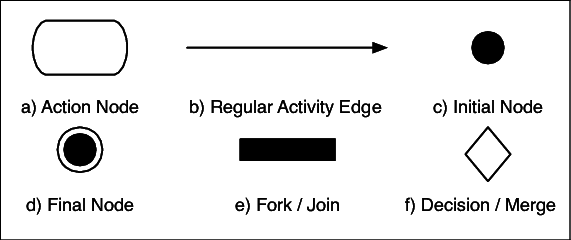 a) Action Node b) Regular Activity Edge c) Initial Node
d) Final Node e) Fork / Join f) Decision / Merge